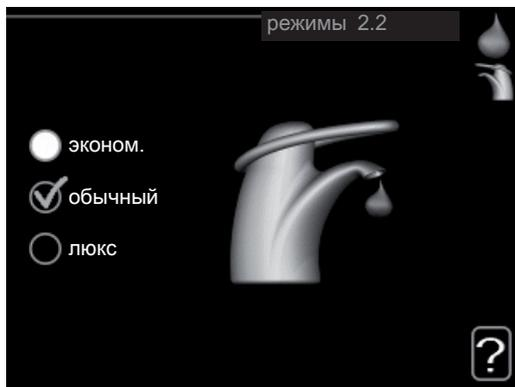 режимы 2.2
эконом.
обычный
люкс
?